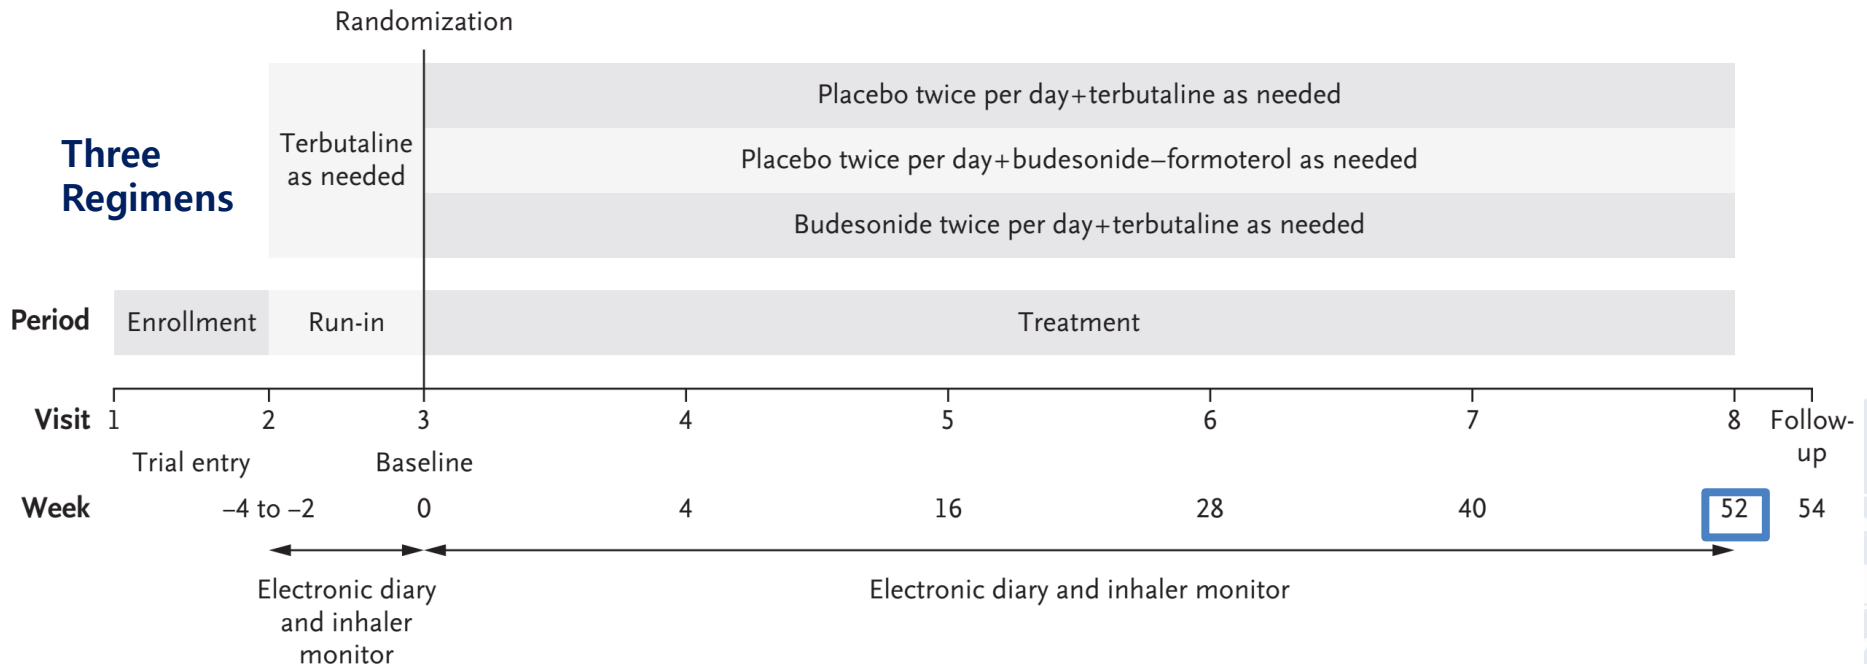 Randomization
Placebo twice per day+terbutaline as needed
Three
Regimens
Terbutaline
as needed
Placebo twice per day+budesonide–formoterol as needed
Budesonide twice per day+terbutaline as needed
Period
Enrollment
Run-in
Treatment
Visit 1 2 3 4 5 6 7 8 Follow-
up
Trial entry
Baseline
Week –4 to –2 0 4 16 28 40 52 54
Electronic diary
and inhaler
monitor
Electronic diary and inhaler monitor